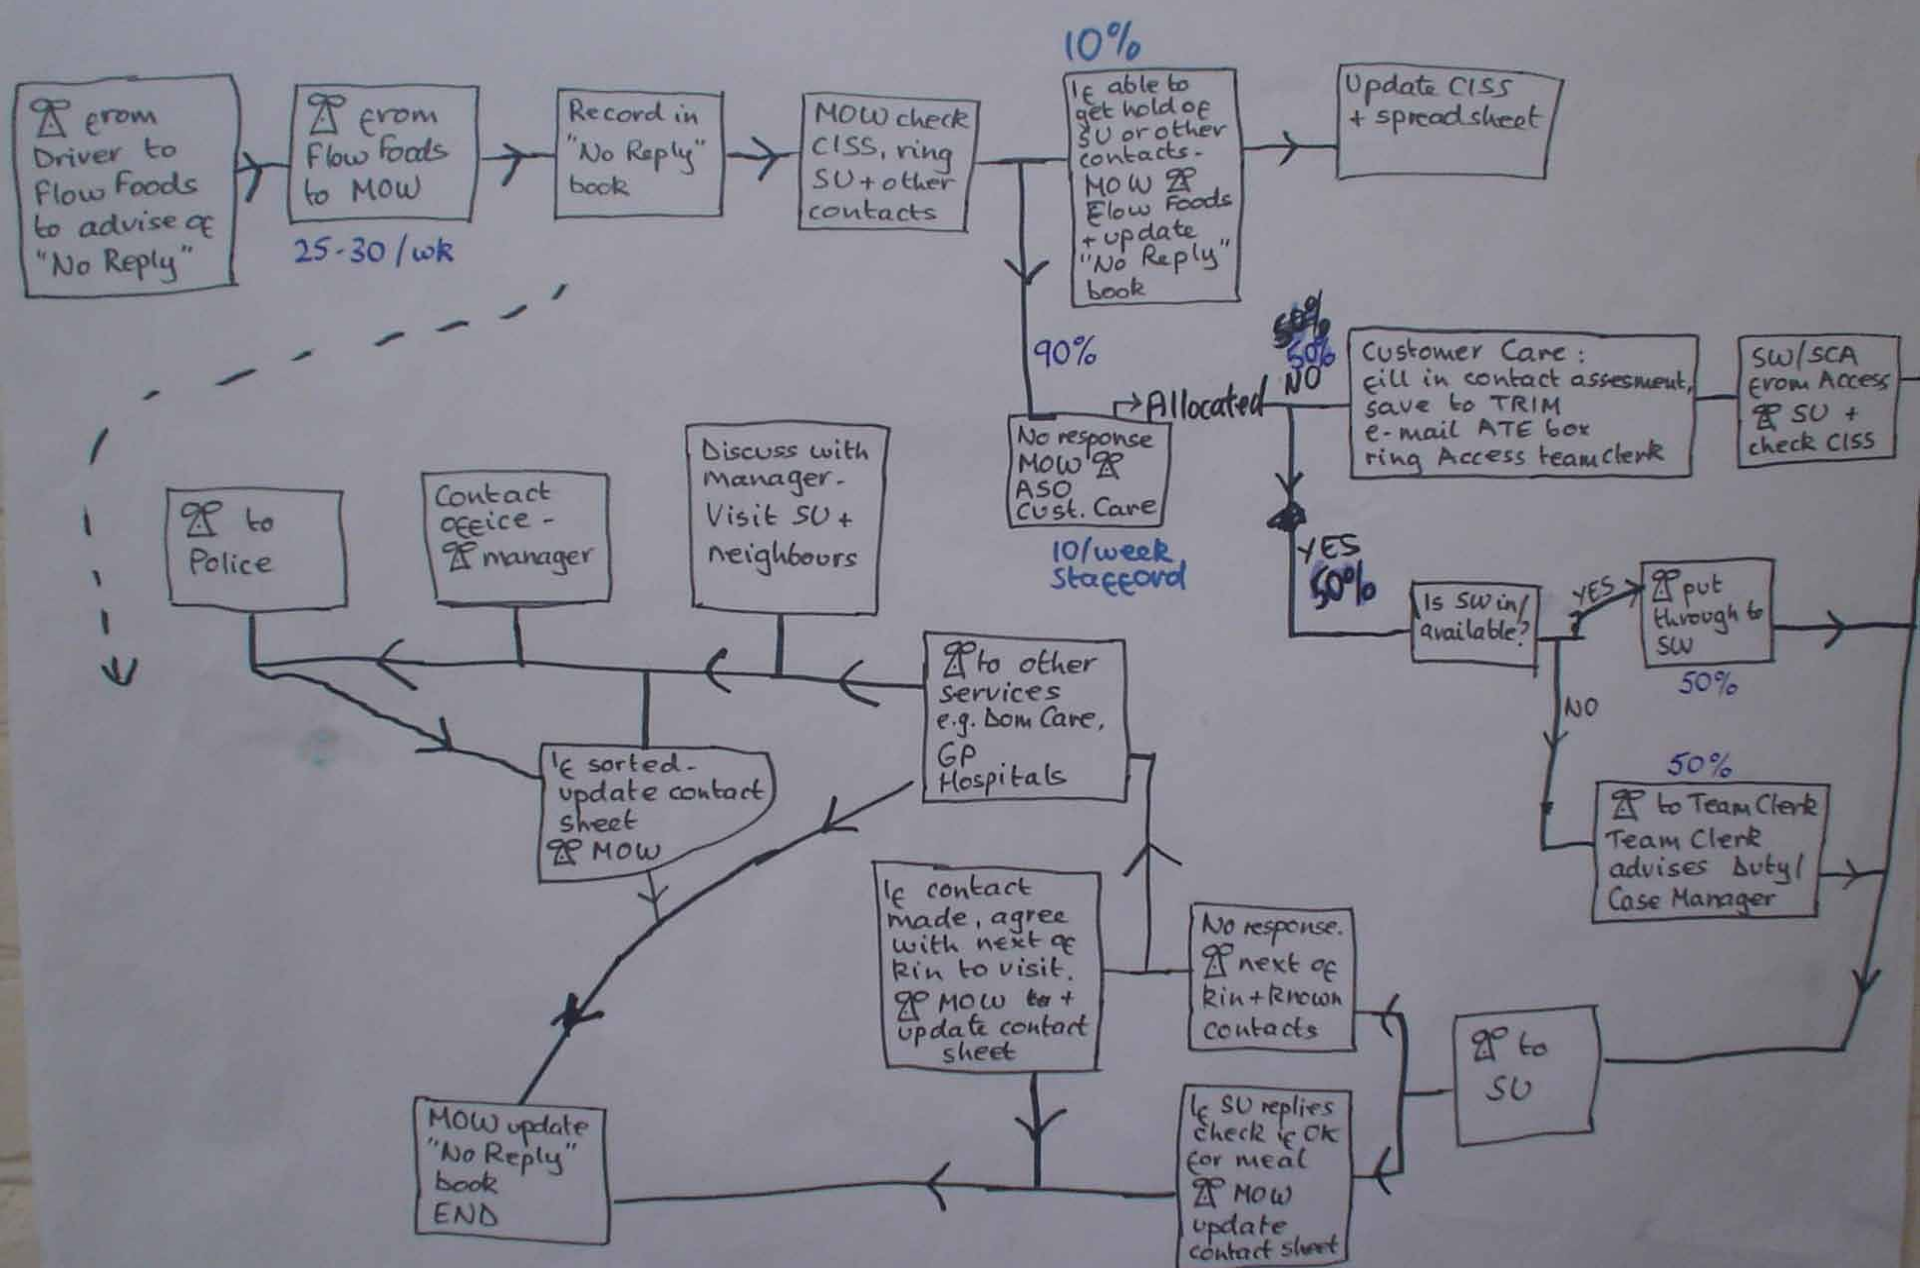 from
Driver to
Flow Foods
to advise of
"No Reply"
from
Flow Foods
to MOW
25-30/wk
Record in
"No Reply"
book
MOW check
CISS, ring
SU + other
contacts
10%
If able to
get hold of
SU or other
contacts -
MOW
Flow Foods
+ update
"No Reply"
book
Update CISS
+ spreadsheet
90%
No response
MOW
ASO
Cust. Care
10/week
Stafford
Allocated
50%
50%
NO
Customer Care:
fill in contact assesment,
save to TRIM
e-mail ATE box
ring Access team clerk
SW/SCA
from Access
SU +
check CISS
YES
50%
Is SW in/
available?
YES
put
through to
SW
50%
NO
50%
to Team Clerk
Team Clerk
advises Duty/
Case Manager
to
SU
No response.
next of
kin + known
contacts
If SU replies
check if OK
for meal
MOW
update
contact sheet
If contact
made, agree
with next of
kin to visit.
MOW +
update contact
sheet
to other
services
e.g. Dom Care,
GP
Hospitals
Discuss with
manager -
Visit SU +
neighbours
Contact
office -
manager
to
Police
If sorted -
update contact
sheet
MOW
MOW update
"No Reply"
book
END